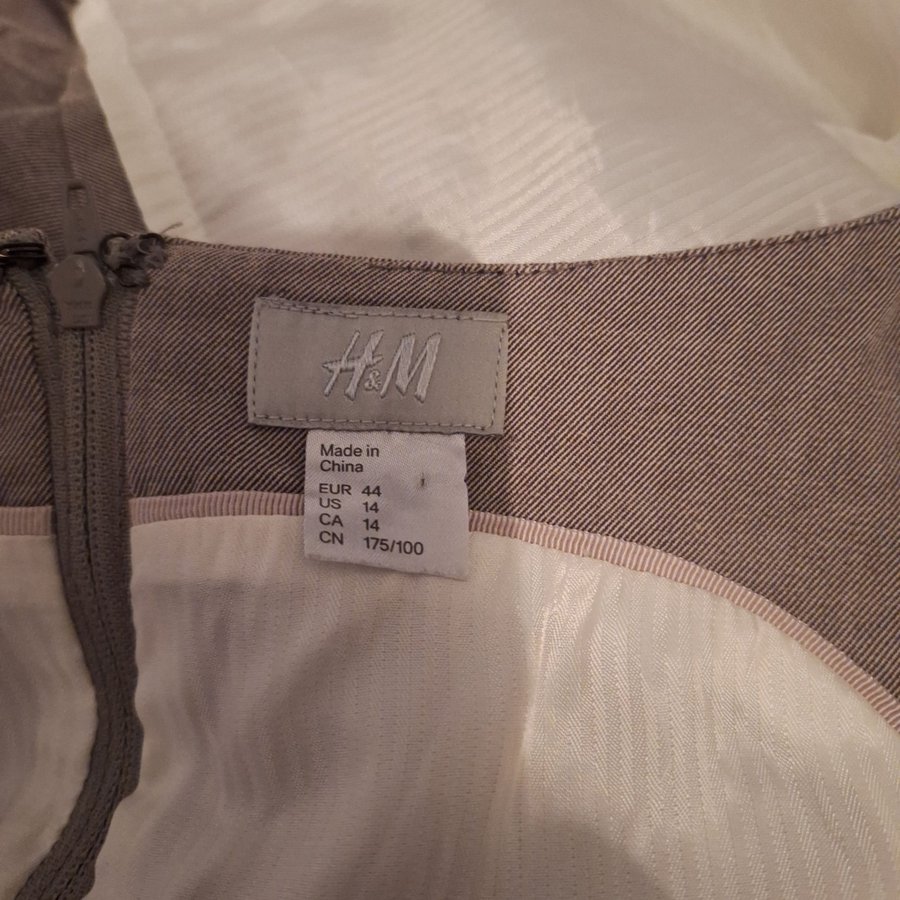 H&M
Made in
China
EUR 44
US 14
CA 14
CN 175/100